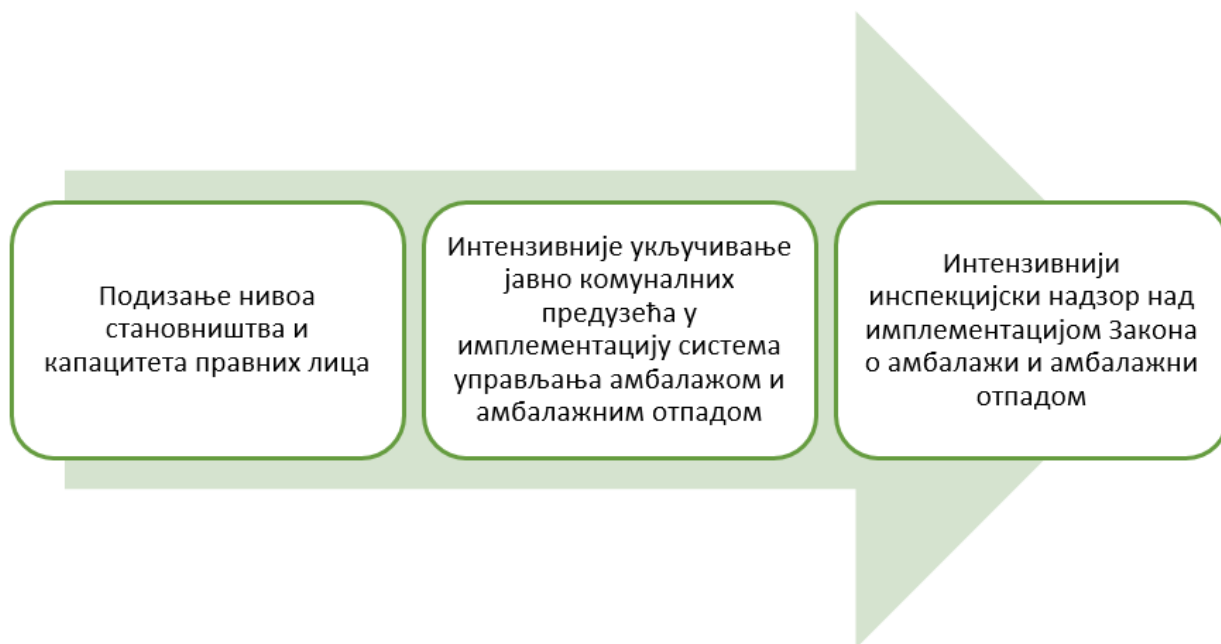 Подизање нивоа
становништва и
капацитета правних лица
Интензивније укључивање
јавно комуналних
предузећа у
имплементацију система
управљања амбалажом и
амбалажним отпадом
Интензивнији
инспекцијски надзор над
имплементацијом Закона
о амбалажи и амбалажни
отпадом